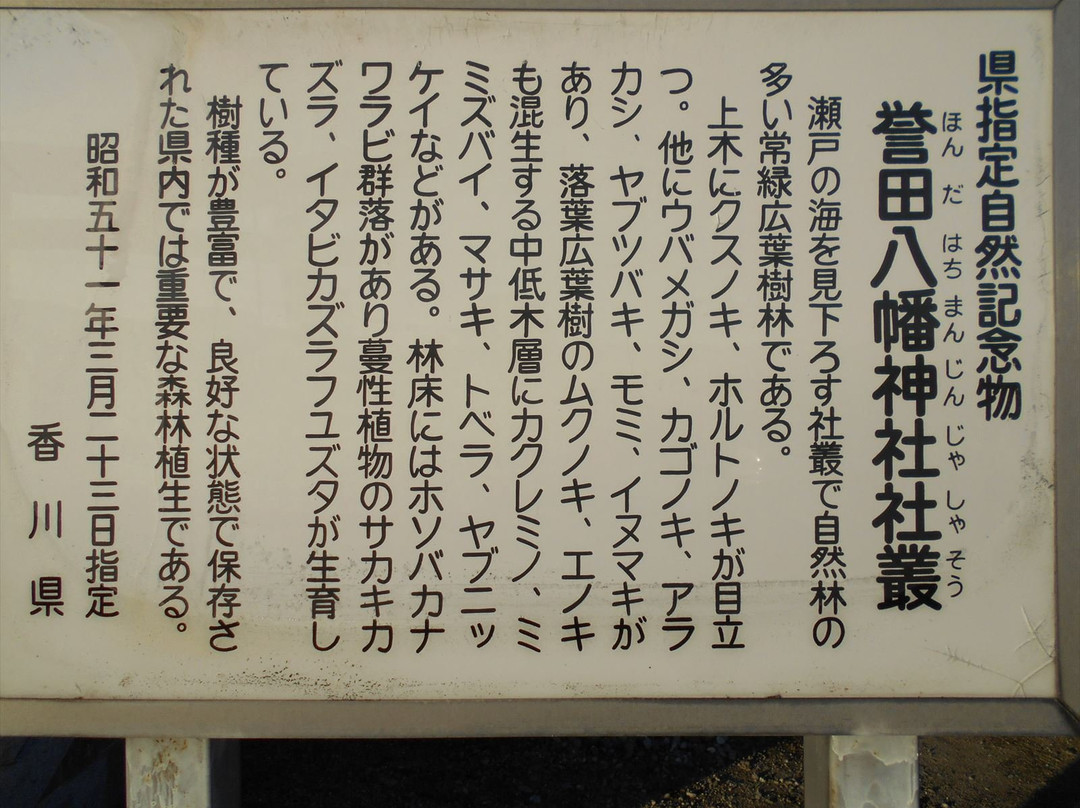 県指定自然記念物
誉田八幡神社社叢
ほんだはちまんじんじゃしゃそう
瀬戸の海を見下ろす社叢で自然林の
多い常緑広葉樹林である。
上木にクスノキ、ホルトノキが目立
つ。他にウバメガシ、カゴノキ、アラ
カシ、ヤブツバキ、モミ、イヌマキが
あり、落葉広葉樹のムクノキ、エノキ
も混生する中低木層にカクレミノ、ミ
ミズバイ、マサキ、トベラ、ヤブニッ
ケイなどがある。林床にはホソバカナ
ワラビ群落があり蔓性植物のサカキカ
ズラ、イタビカズラフユズタが生育し
ている。
樹種が豊富で、良好な状態で保存さ
れた県内では重要な森林植生である。
昭和五十一年三月二十三日指定
香川県